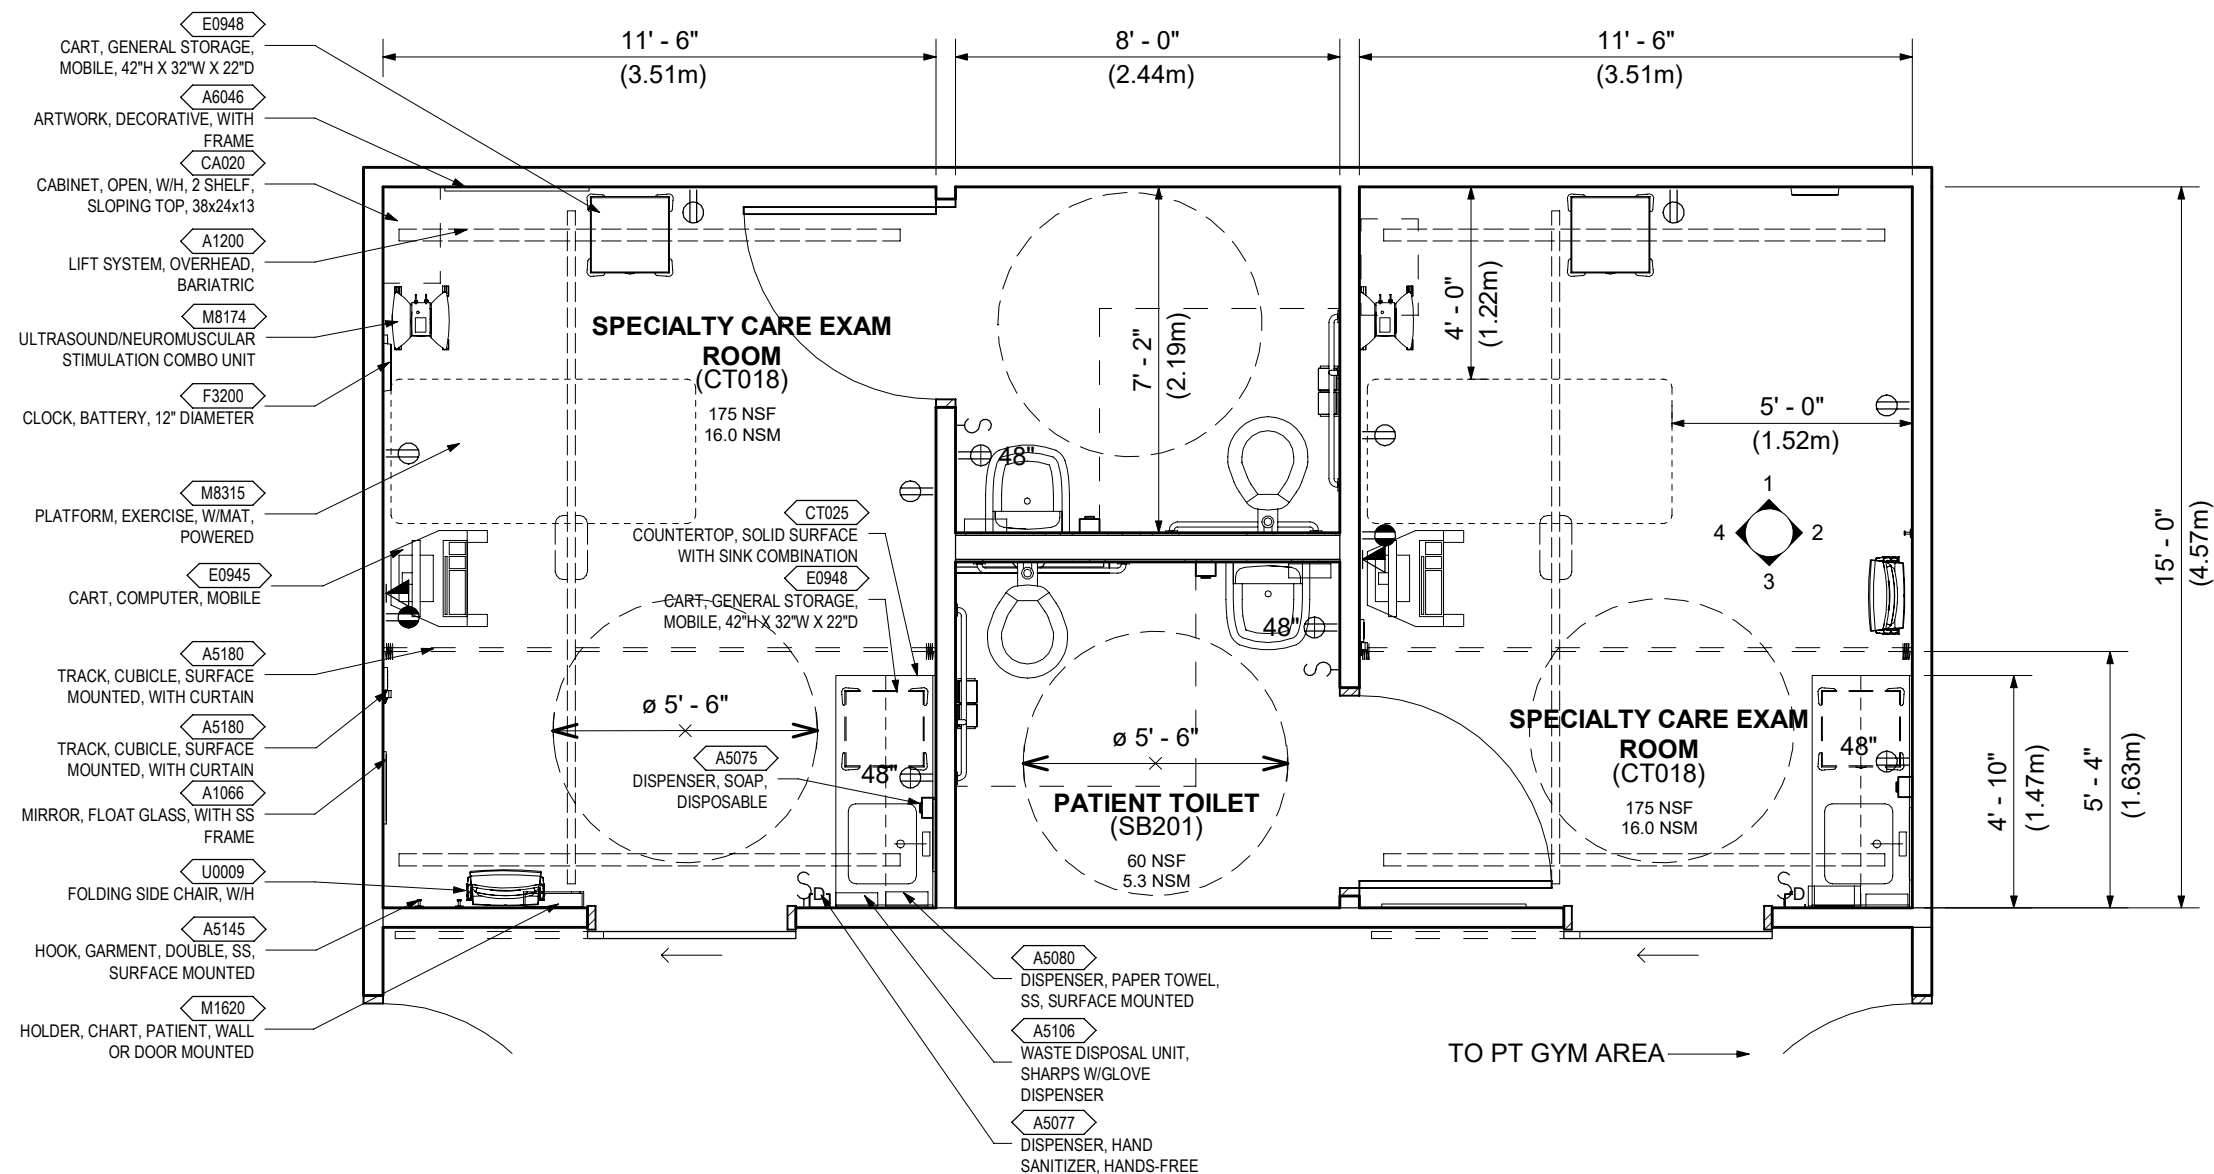 E0948
CART, GENERAL STORAGE,
MOBILE, 42"H X 32"W X 22"D
A6046
ARTWORK, DECORATIVE, WITH
FRAME
CA020
CABINET, OPEN, W/H, 2 SHELF,
SLOPING TOP, 38x24x13
A1200
LIFT SYSTEM, OVERHEAD,
BARIATRIC
M8174
ULTRASOUND/NEUROMUSCULAR
STIMULATION COMBO UNIT
F3200
CLOCK, BATTERY, 12" DIAMETER
M8315
PLATFORM, EXERCISE, W/MAT,
POWERED
E0945
CART, COMPUTER, MOBILE
A5180
TRACK, CUBICLE, SURFACE
MOUNTED, WITH CURTAIN
A5180
TRACK, CUBICLE, SURFACE
MOUNTED, WITH CURTAIN
A1066
MIRROR, FLOAT GLASS, WITH SS
FRAME
U0009
FOLDING SIDE CHAIR, W/H
A5145
HOOK, GARMENT, DOUBLE, SS,
SURFACE MOUNTED
M1620
HOLDER, CHART, PATIENT, WALL
OR DOOR MOUNTED
11' - 6"
(3.51m)
8' - 0"
(2.44m)
11' - 6"
(3.51m)
SPECIALTY CARE EXAM
ROOM
(CT018)
175 NSF
16.0 NSM
CT025
COUNTERTOP, SOLID SURFACE
WITH SINK COMBINATION
E0948
CART, GENERAL STORAGE,
MOBILE, 42"H X 32"W X 22"D
ø 5' - 6"
A5075
DISPENSER, SOAP,
DISPOSABLE
48"
S
S
D
7' - 2"
(2.19m)
48"
48"
S
ø 5' - 6"
PATIENT TOILET
(SB201)
60 NSF
5.3 NSM
4' - 0"
(1.22m)
5' - 0"
(1.52m)
1
4
2
3
SPECIALTY CARE EXAM
ROOM
(CT018)
175 NSF
16.0 NSM
48"
S
D
4' - 10"
(1.47m)
5' - 4"
(1.63m)
15' - 0"
(4.57m)
A5080
DISPENSER, PAPER TOWEL,
SS, SURFACE MOUNTED
A5106
WASTE DISPOSAL UNIT,
SHARPS W/GLOVE
DISPENSER
A5077
DISPENSER, HAND
SANITIZER, HANDS-FREE
TO PT GYM AREA